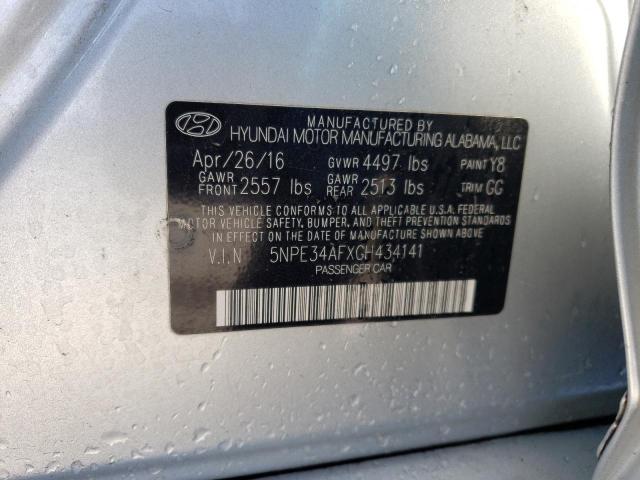 MANUFACTURED BY
HYUNDAI MOTOR MANUFACTURING ALABAMA, LLC
Apr/26/16 GVWR 4497 lbs PAINT Y8
GAWR FRONT 2557 lbs GAWR REAR 2513 lbs TRIM GG
THIS VEHICLE CONFORMS TO ALL APPLICABLE U.S.A. FEDERAL
MOTOR VEHICLE SAFETY, BUMPER, AND THEFT PREVENTION STANDARDS
IN EFFECT ON THE DATE OF MANUFACTURE SHOWN ABOVE.
V.I.N 5NPE34AFXGH434141
PASSENGER CAR